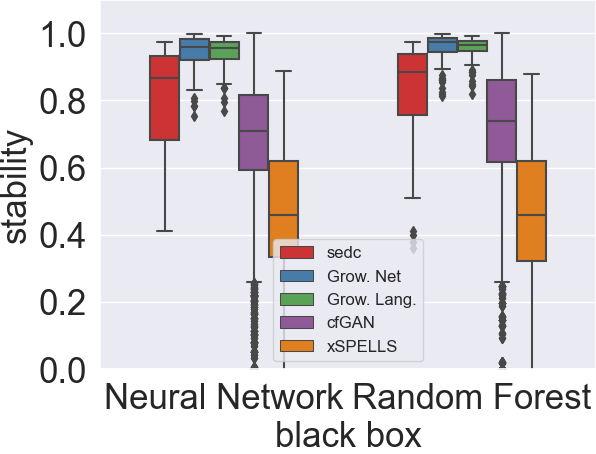 stability
1.0
0.8
0.6
0.4
0.2
0.0
sedc
Grow. Net
Grow. Lang.
cfGAN
xSPELLS
Neural Network Random Forest
black box